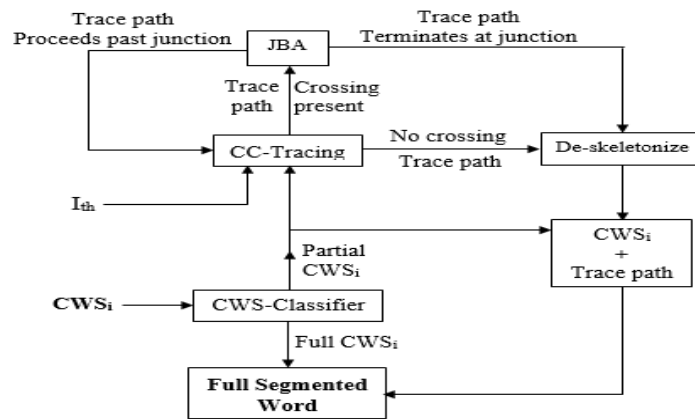 Trace path
Proceeds past junction
JBA
Trace path
Terminates at junction
Trace path
Crossing present
CC-Tracing
No crossing
Trace path
De-skeletonize
Ith
Partial CWSi
CWSi
+
Trace path
CWSi
CWS-Classifier
Full CWSi
Full Segmented
Word